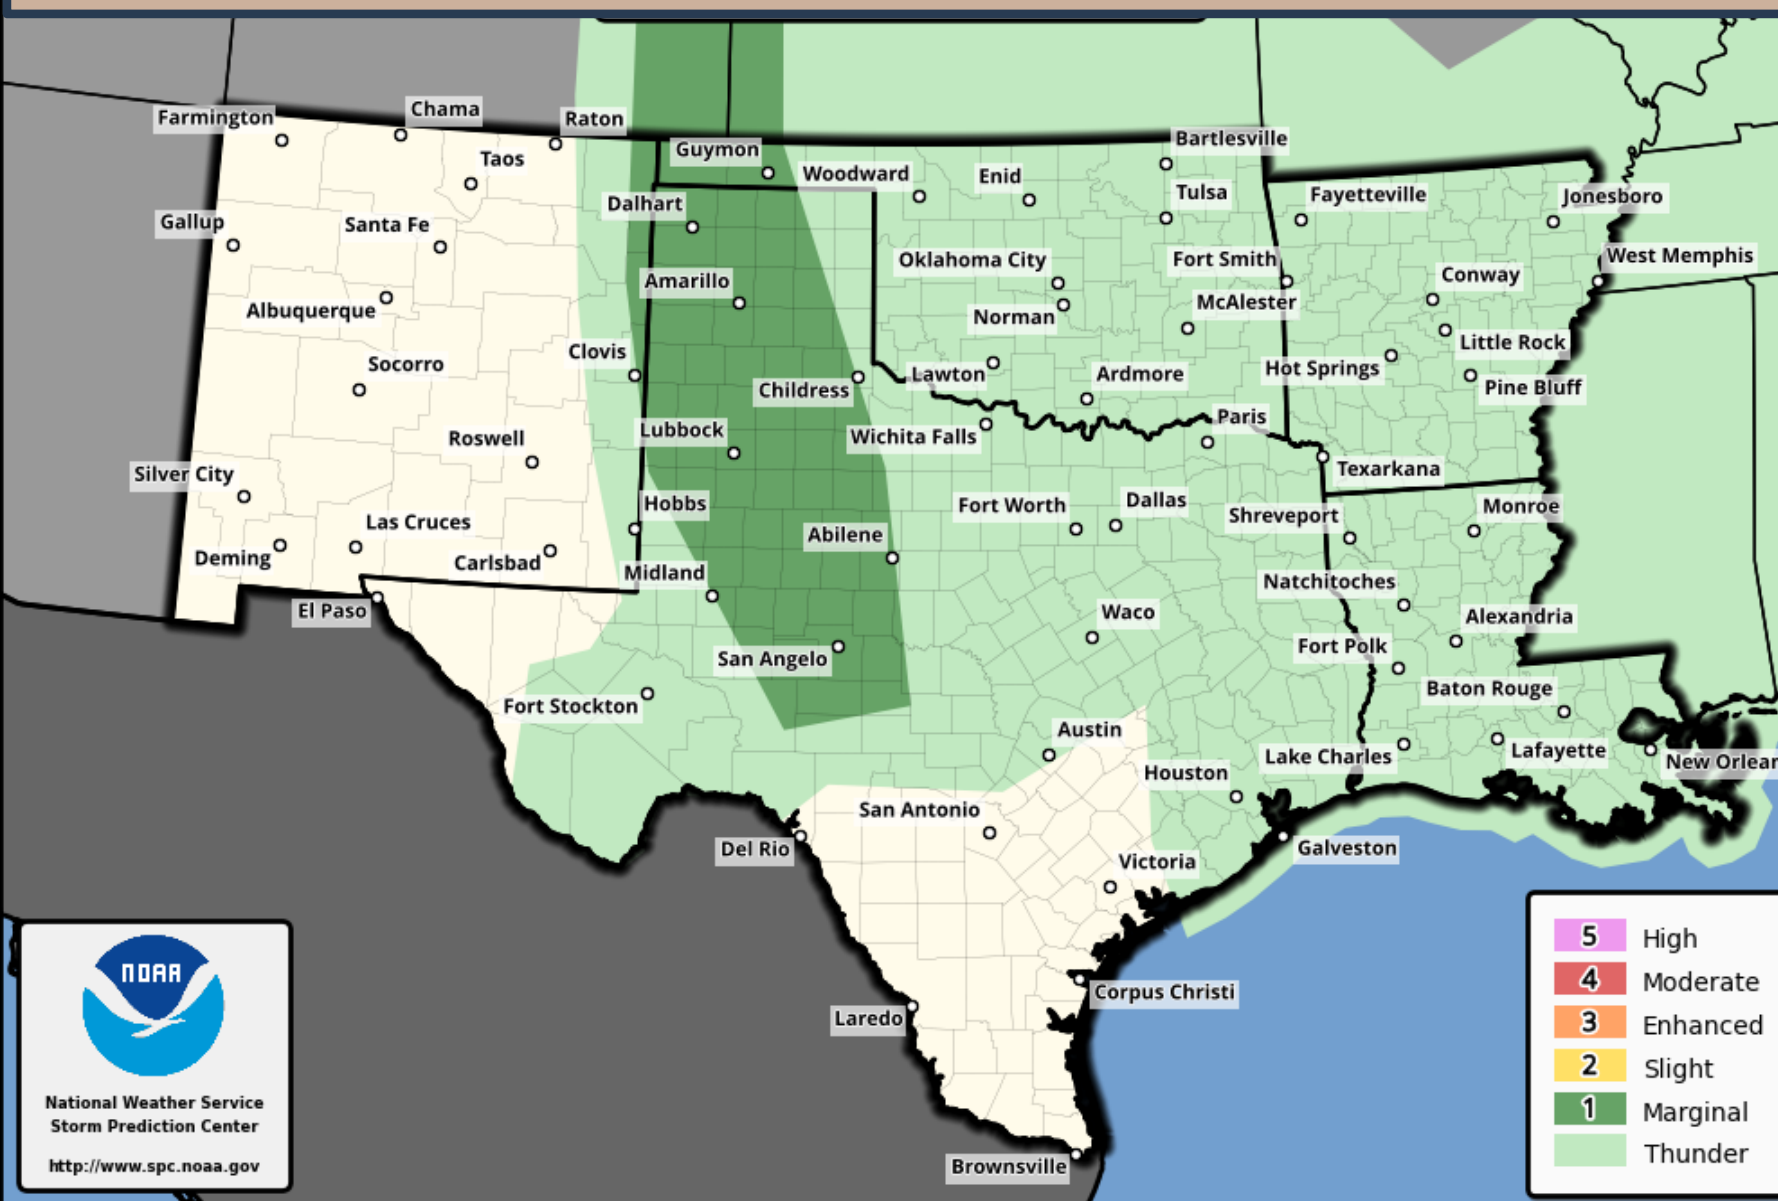 Farmington
Chama
Raton
Taos
Guymon
Woodward
Enid
Bartlesville
Tulsa
Fayetteville
Jonesboro
Gallup
Santa Fe
Dalhart
Amarillo
Oklahoma City
Fort Smith
West Memphis
Conway
Albuquerque
Norman
McAlester
Little Rock
Socorro
Clovis
Childress
Lawton
Ardmore
Hot Springs
Pine Bluff
Roswell
Lubbock
Wichita Falls
Paris
Texarkana
Silver City
Hobbs
Fort Worth
Dallas
Shreveport
Monroe
Las Cruces
Deming
Carlsbad
Midland
Abilene
Natchitoches
El Paso
Waco
Alexandria
San Angelo
Fort Polk
Fort Stockton
Baton Rouge
Austin
Lake Charles
Lafayette
New Orlean
Houston
San Antonio
Del Rio
Galveston
Victoria
Corpus Christi
Laredo
Brownsville
NOAA
National Weather Service
Storm Prediction Center
http://www.spc.noaa.gov
5 High
4 Moderate
3 Enhanced
2 Slight
1 Marginal
Thunder